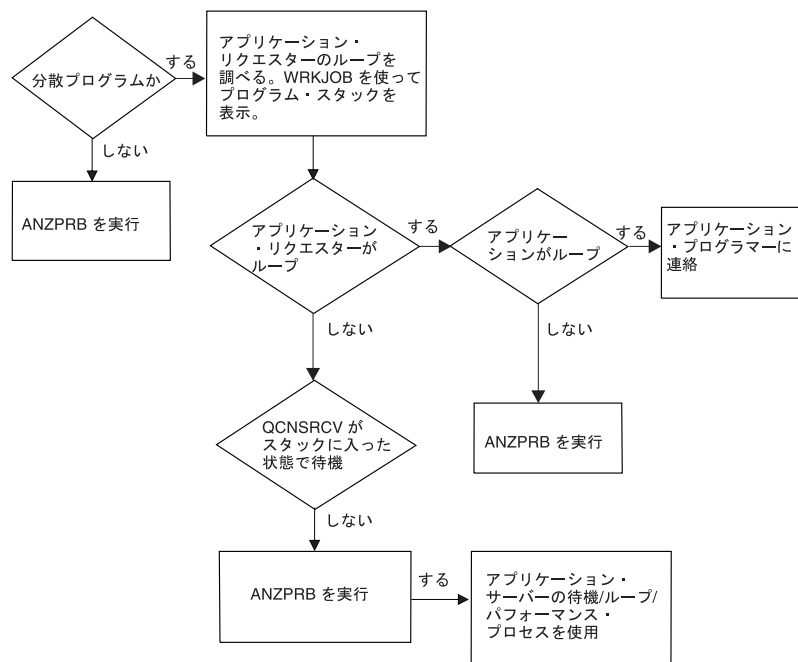 分散プログラムか
する
アプリケーション・
リクエスターのループを
調べる。WRKJOB を使って
プログラム・スタックを
表示。
しない
ANZPRB を実行
アプリケーション
・リクエスターが
ループ
する
アプリケー
ションがループ
する
アプリケーション
・プログラマーに
連絡
しない
しない
QCNSRCV が
スタックに入った
状態で待機
ANZPRB を実行
しない
ANZPRB を実行
する
アプリケーション・
サーバーの待機/ループ/
パフォーマンス・
プロセスを使用